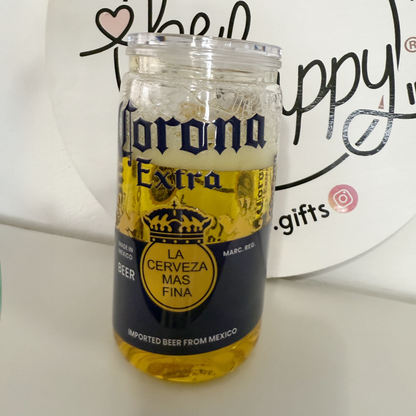 Corona
Extra
MADE IN
MEXICO
BEER
LA
CERVEZA
MAS
FINA
MARC. REG.
IMPORTED BEER FROM MEXICO
.gifts